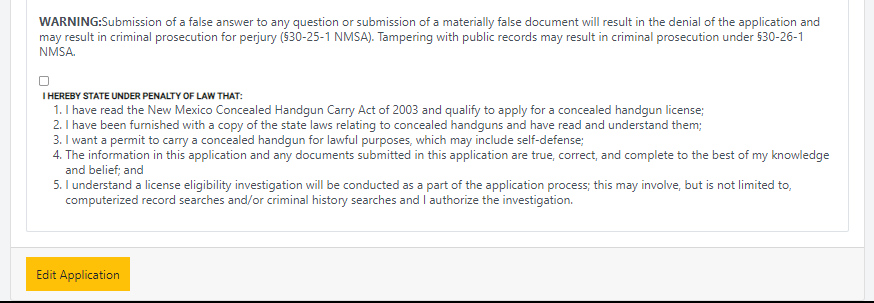 WARNING:Submission of a false answer to any question or submission of a materially false document will result in the denial of the application and
may result in criminal prosecution for perjury (§30-25-1 NMSA). Tampering with public records may result in criminal prosecution under §30-26-1
NMSA.
I HEREBY STATE UNDER PENALTY OF LAW THAT:
1. I have read the New Mexico Concealed Handgun Carry Act of 2003 and qualify to apply for a concealed handgun license;
2. I have been furnished with a copy of the state laws relating to concealed handguns and have read and understand them;
3. I want a permit to carry a concealed handgun for lawful purposes, which may include self-defense;
4. The information in this application and any documents submitted in this application are true, correct, and complete to the best of my knowledge
and belief; and
5. I understand a license eligibility investigation will be conducted as a part of the application process; this may involve, but is not limited to,
computerized record searches and/or criminal history searches and I authorize the investigation.
Edit Application